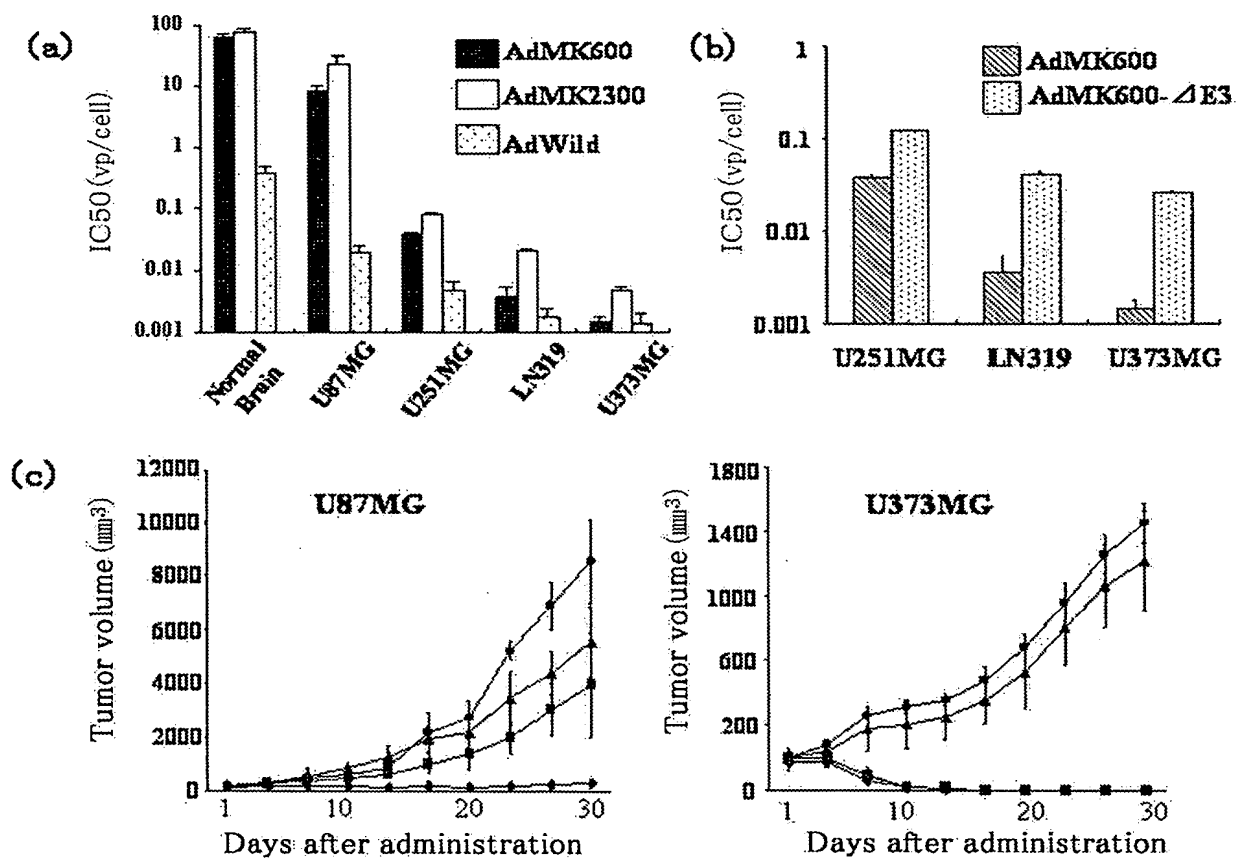 (a)
100
10
1
0.1
0.01
0.001
IC50(vp/cell)
AdMK600
AdMK2300
AdWild
Normal
Brain
U87MG
U251MG
LN319
U373MG
(b)
1
0.1
0.01
0.001
IC50(vp/cell)
AdMK600
AdMK600-⊿E3
U251MG
LN319
U373MG
(c)
U87MG
12000
10000
8000
6000
4000
2000
0
Tumor volume (mm³)
1
10
20
30
Days after administration
U373MG
1800
1400
1000
600
200
0
Tumor volume (mm³)
1
10
20
30
Days after administration